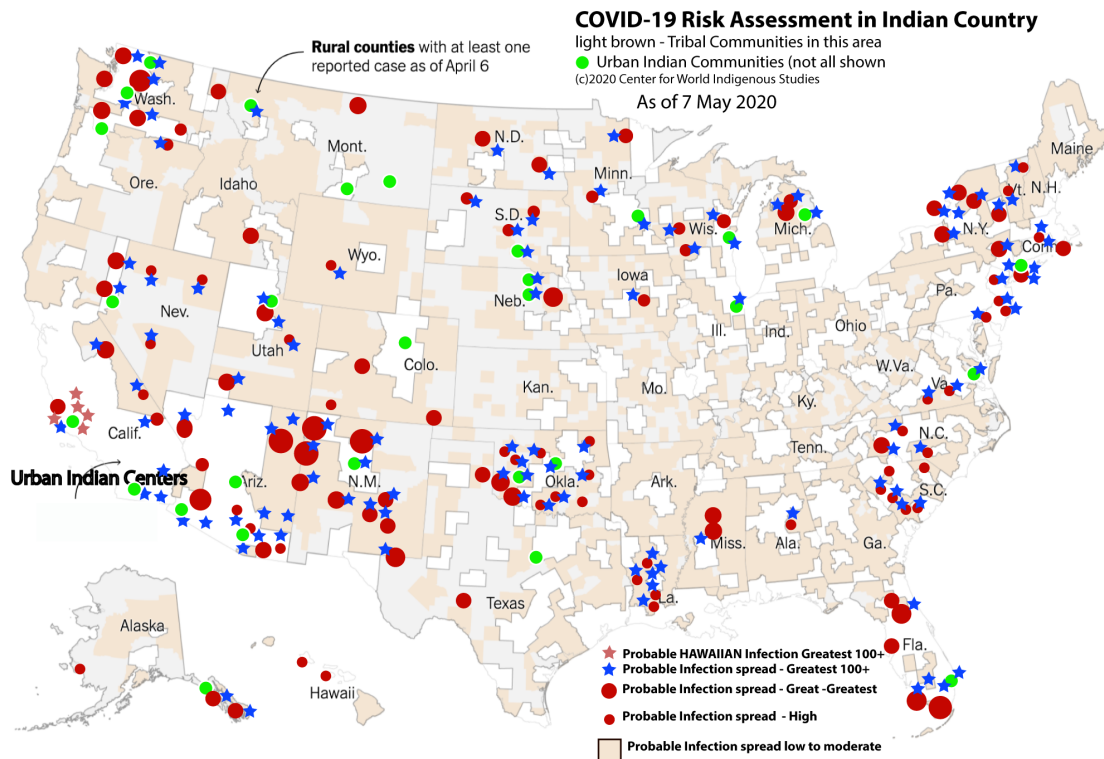 COVID-19 Risk Assessment in Indian Country
light brown - Tribal Communities in this area
Urban Indian Communities (not all shown
(c)2020 Center for World Indigenous Studies
As of 7 May 2020
Rural counties with at least one
reported case as of April 6
Wash.
Mont.
N.D.
Minn.
Maine
Ore.
Idaho
S.D.
Wis.
Mich.
Vt.
N.H.
N.Y.
Conn.
Wyo.
Iowa
Neb.
Pa.
Nev.
Ill.
Ind.
Ohio
Utah
Colo.
W.Va.
Va.
Kan.
Mo.
Ky.
Calif.
N.C.
Tenn.
Urban Indian Centers
Ariz.
N.M.
Okla.
Ark.
S.C.
Miss.
Ala.
Ga.
Texas
La.
Alaska
Fla.
Hawaii
Probable HAWAIIAN Infection Greatest 100+
Probable Infection spread - Greatest 100+
Probable Infection spread - Great -Greatest
Probable Infection spread - High
Probable Infection spread low to moderate